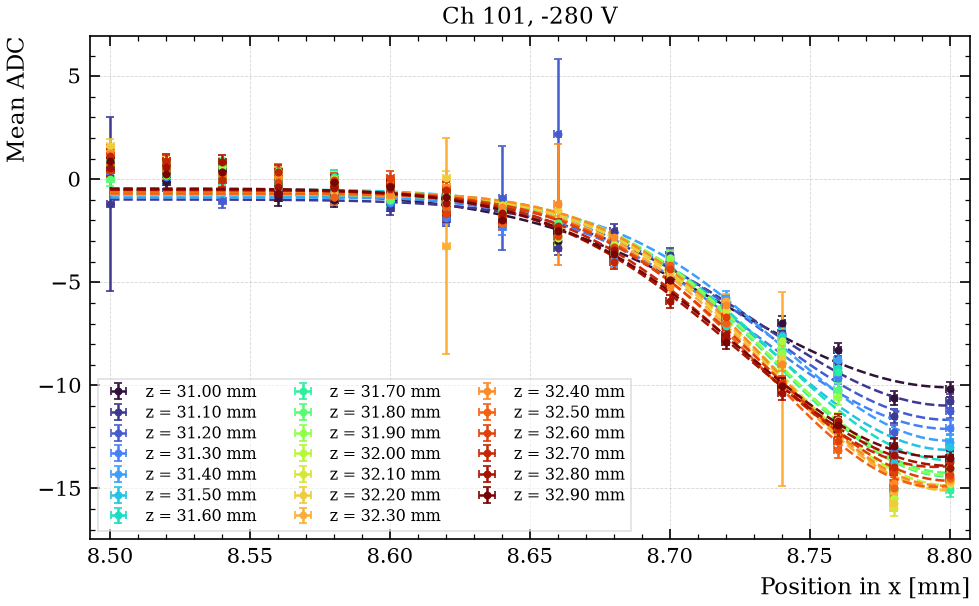 Ch 101, -280 V
Mean ADC
5
0
−5
−10
−15
z = 31.00 mm
z = 31.10 mm
z = 31.20 mm
z = 31.30 mm
z = 31.40 mm
z = 31.50 mm
z = 31.60 mm
z = 31.70 mm
z = 31.80 mm
z = 31.90 mm
z = 32.00 mm
z = 32.10 mm
z = 32.20 mm
z = 32.30 mm
z = 32.40 mm
z = 32.50 mm
z = 32.60 mm
z = 32.70 mm
z = 32.80 mm
z = 32.90 mm
8.50 8.55 8.60 8.65 8.70 8.75 8.80
Position in x [mm]